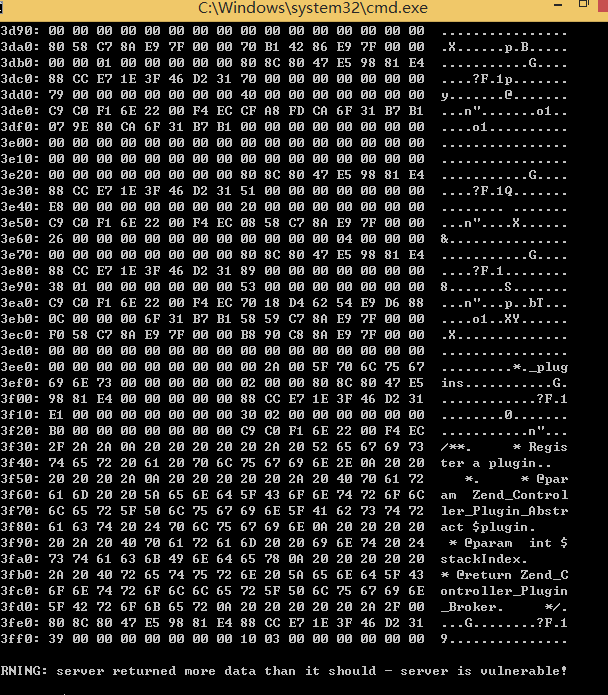 C:\Windows\system32\cmd.exe
3d90: 00 00 00 00 00 00 00 00 00 00 00 00 00 00 00 00  ................
3da0: 80 58 C7 8A E9 7F 00 00 70 B1 42 86 E9 7F 00 00  .X......p.B.....
3db0: 00 00 01 00 00 00 00 00 80 8C 80 47 E5 98 81 E4  ...........G....
3dc0: 88 CC E7 1E 3F 46 D2 31 70 00 00 00 00 00 00 00  ....?F.1p.......
3dd0: 79 00 00 00 00 00 00 00 40 00 00 00 00 00 00 00  y.......@.......
3de0: C9 C0 F1 6E 22 00 F4 EC CF A8 FD CA 6F 31 B7 B1  ...n".......o1..
3df0: 07 9E 80 CA 6F 31 B7 B1 00 00 00 00 00 00 00 00  ....o1..........
3e00: 00 00 00 00 00 00 00 00 00 00 00 00 00 00 00 00  ................
3e10: 00 00 00 00 00 00 00 00 00 00 00 00 00 00 00 00  ................
3e20: 00 00 00 00 00 00 00 00 80 8C 80 47 E5 98 81 E4  ...........G....
3e30: 88 CC E7 1E 3F 46 D2 31 51 00 00 00 00 00 00 00  ....?F.1Q.......
3e40: E8 00 00 00 00 00 00 00 20 00 00 00 00 00 00 00  ........ .......
3e50: C9 C0 F1 6E 22 00 F4 EC 08 58 C7 8A E9 7F 00 00  ...n"....X......
3e60: 26 00 00 00 00 00 00 00 00 00 00 00 04 00 00 00  &...............
3e70: 00 00 00 00 00 00 00 00 80 8C 80 47 E5 98 81 E4  ...........G....
3e80: 88 CC E7 1E 3F 46 D2 31 89 00 00 00 00 00 00 00  ....?F.1........
3e90: 38 01 00 00 00 00 00 00 53 00 00 00 00 00 00 00  8.......S.......
3ea0: C9 C0 F1 6E 22 00 F4 EC 70 18 D4 62 54 E9 D6 88  ...n"...p..bT...
3eb0: 0C 00 00 00 6F 31 B7 B1 58 59 C7 8A E9 7F 00 00  ....o1..XY......
3ec0: F0 58 C7 8A E9 7F 00 00 B8 90 C8 8A E9 7F 00 00  .X..............
3ed0: 00 00 00 00 00 00 00 00 00 00 00 00 00 00 00 00  ................
3ee0: 00 00 00 00 00 00 00 00 00 2A 00 5F 70 6C 75 67  .........*._plug
3ef0: 69 6E 73 00 00 00 00 00 02 00 00 80 8C 80 47 E5  ins...........G.
3f00: 98 81 E4 00 00 00 00 00 88 CC E7 1E 3F 46 D2 31  ............?F.1
3f10: E1 00 00 00 00 00 00 00 30 02 00 00 00 00 00 00  ........0.......
3f20: B0 00 00 00 00 00 00 00 C9 C0 F1 6E 22 00 F4 EC  ...........n"...
3f30: 2F 2A 2A 0A 20 20 20 20 20 2A 20 52 65 67 69 73  /**.     * Regis
3f40: 74 65 72 20 61 20 70 6C 75 67 69 6E 2E 0A 20 20  ter a plugin..
3f50: 20 20 20 2A 0A 20 20 20 20 20 2A 20 40 70 61 72     *.     * @par
3f60: 61 6D 20 20 5A 65 6E 64 5F 43 6F 6E 74 72 6F 6C  am  Zend_Control
3f70: 6C 65 72 5F 50 6C 75 67 69 6E 5F 41 62 73 74 72  ler_Plugin_Abstr
3f80: 61 63 74 20 24 70 6C 75 67 69 6E 0A 20 20 20 20  act $plugin.
3f90: 20 2A 20 40 70 61 72 61 6D 20 20 69 6E 74 20 24   * @param  int $
3fa0: 73 74 61 63 6B 49 6E 64 65 78 0A 20 20 20 20 20  stackIndex.
3fb0: 2A 20 40 72 65 74 75 72 6E 20 5A 65 6E 64 5F 43  * @return Zend_C
3fc0: 6F 6E 74 72 6F 6C 6C 65 72 5F 50 6C 75 67 69 6E  ontroller_Plugin
3fd0: 5F 42 72 6F 6B 65 72 0A 20 20 20 20 20 2A 2F 00  _Broker.     */.
3fe0: 80 8C 80 47 E5 98 81 E4 88 CC E7 1E 3F 46 D2 31  ...G........?F.1
3ff0: 39 00 00 00 00 00 00 00 10 03 00 00 00 00 00 00  9...............
RNING: server returned more data than it should - server is vulnerable!